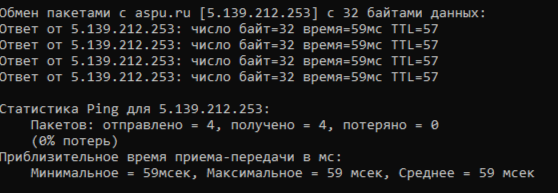 Обмен пакетами с aspu.ru [5.139.212.253] с 32 байтами данных:
Ответ от 5.139.212.253: число байт=32 время=59мс TTL=57
Ответ от 5.139.212.253: число байт=32 время=59мс TTL=57
Ответ от 5.139.212.253: число байт=32 время=59мс TTL=57
Ответ от 5.139.212.253: число байт=32 время=59мс TTL=57
Статистика Ping для 5.139.212.253:
Пакетов: отправлено = 4, получено = 4, потеряно = 0
(0% потерь)
Приблизительное время приема-передачи в мс:
Минимальное = 59мсек, Максимальное = 59 мсек, Среднее = 59 мсек